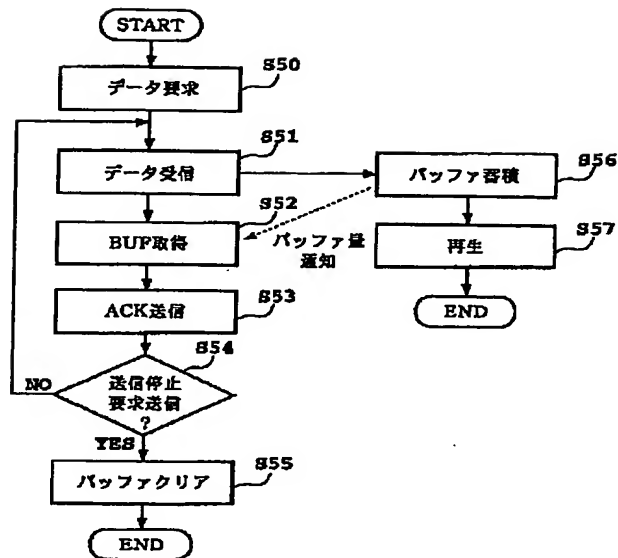 START
S50
データ要求
S51
データ受信
S56
バッファ蓄積
S52
BUF取得
バッファ量
通知
S57
再生
S53
ACK送信
END
S54
NO
送信停止
要求送信
?
YES
S55
バッファクリア
END